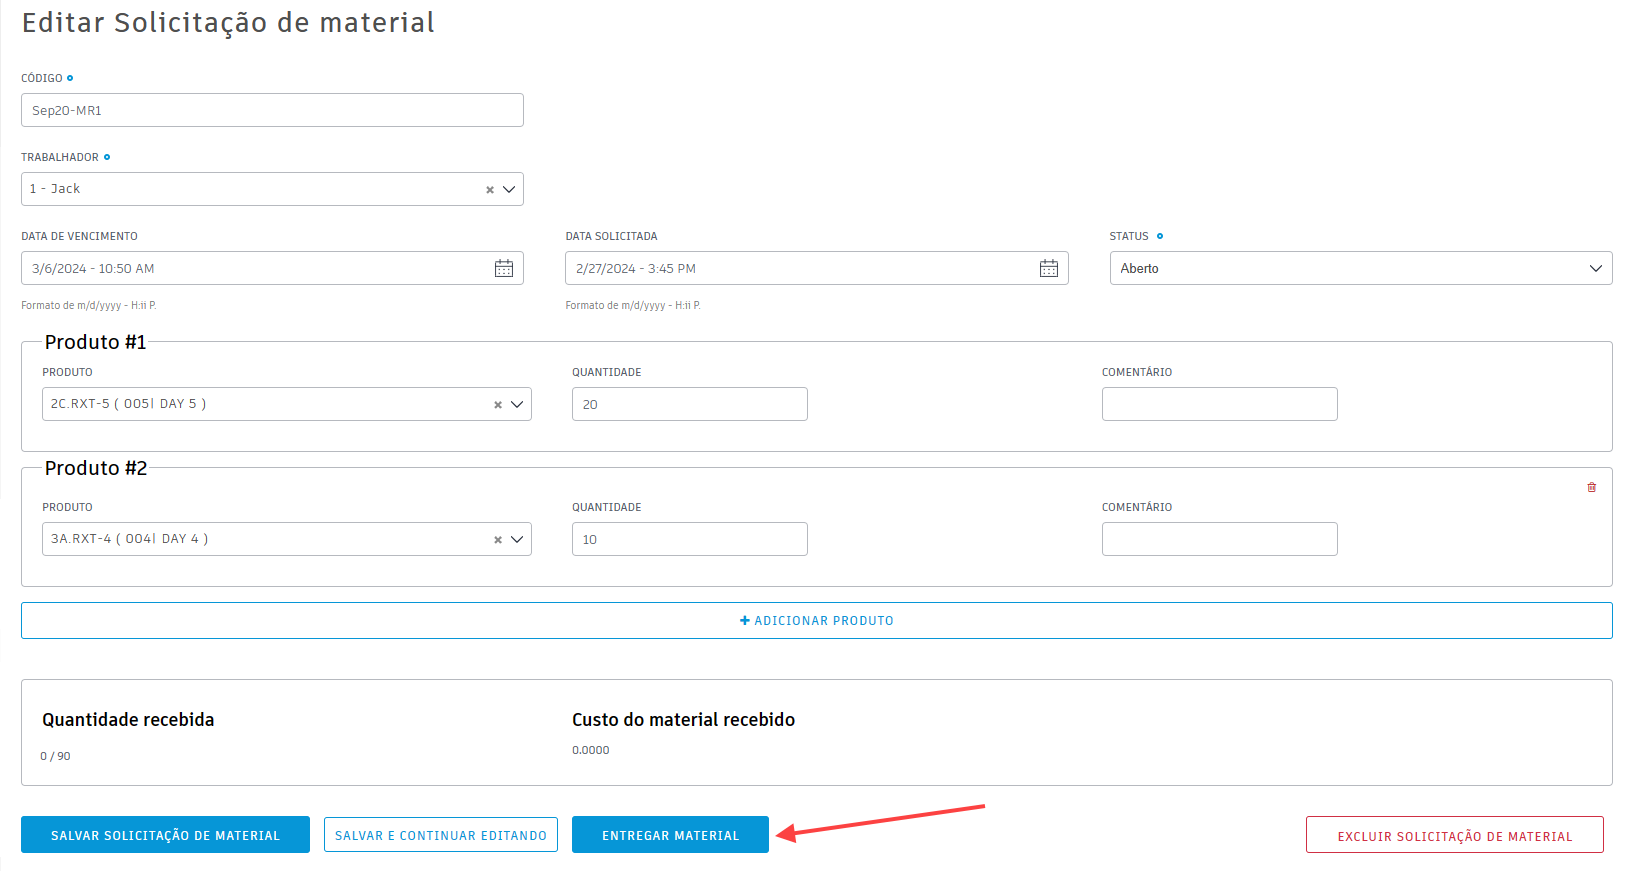 Editar Solicitação de material
CÓDIGO
Sep20-MR1
TRABALHADOR
1 - Jack
DATA DE VENCIMENTO
3/6/2024 - 10:50 AM
Formato de m/d/yyyy - H:ii P.
DATA SOLICITADA
2/27/2024 - 3:45 PM
Formato de m/d/yyyy - H:ii P.
STATUS
Aberto
Produto #1
PRODUTO
2C.RXT-5 ( 005| DAY 5 )
QUANTIDADE
20
COMENTÁRIO
Produto #2
PRODUTO
3A.RXT-4 ( 004| DAY 4 )
QUANTIDADE
10
COMENTÁRIO
+ ADICIONAR PRODUTO
Quantidade recebida
0 / 90
Custo do material recebido
0.0000
SALVAR SOLICITAÇÃO DE MATERIAL
SALVAR E CONTINUAR EDITANDO
ENTREGAR MATERIAL
EXCLUIR SOLICITAÇÃO DE MATERIAL